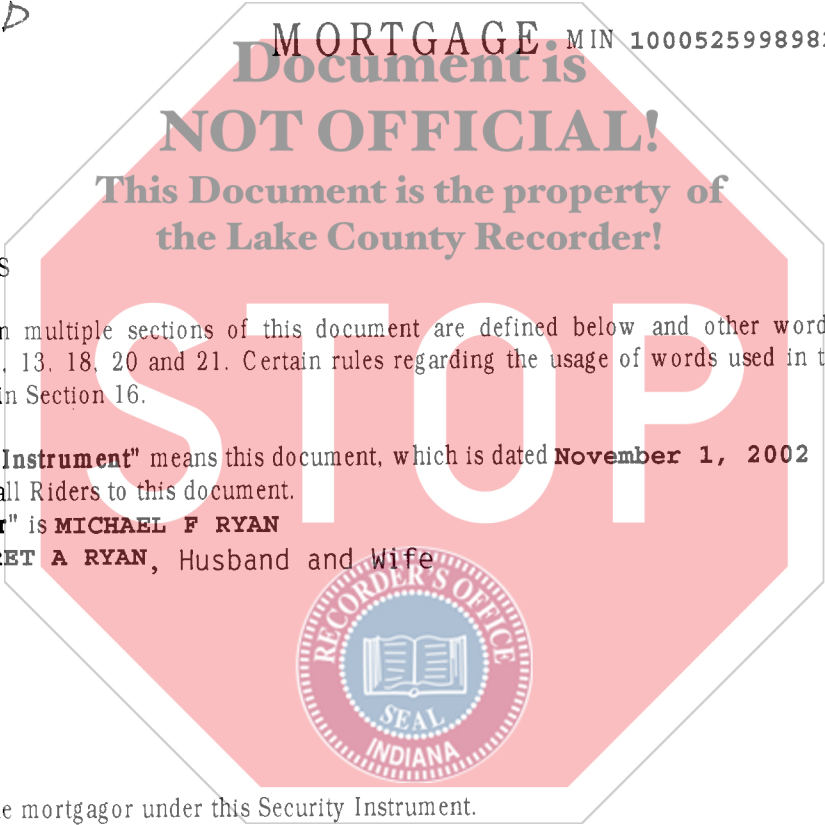 D
MORTGAGE MIN 100052599898
Document is
NOT OFFICIAL!
This Document is the property of
the Lake County Recorder!
S
n multiple sections of this document are defined below and other word
, 13, 18, 20 and 21. Certain rules regarding the usage of words used in t
in Section 16.
Instrument" means this document, which is dated November 1, 2002
all Riders to this document.
r" is MICHAEL F RYAN
ET A RYAN, Husband and Wife
STOP
RECORDER'S OFFICE
SEAL
INDIANA
e mortgagor under this Security Instrument.